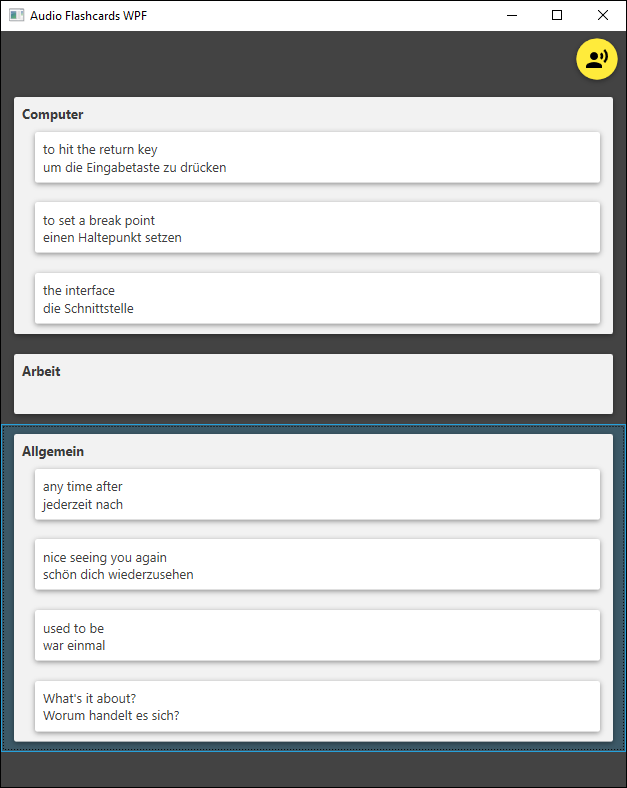 Audio Flashcards WPF
Computer
to hit the return key
um die Eingabetaste zu drücken
to set a break point
einen Haltepunkt setzen
the interface
die Schnittstelle
Arbeit
Allgemein
any time after
jederzeit nach
nice seeing you again
schön dich wiederzusehen
used to be
war einmal
What's it about?
Worum handelt es sich?